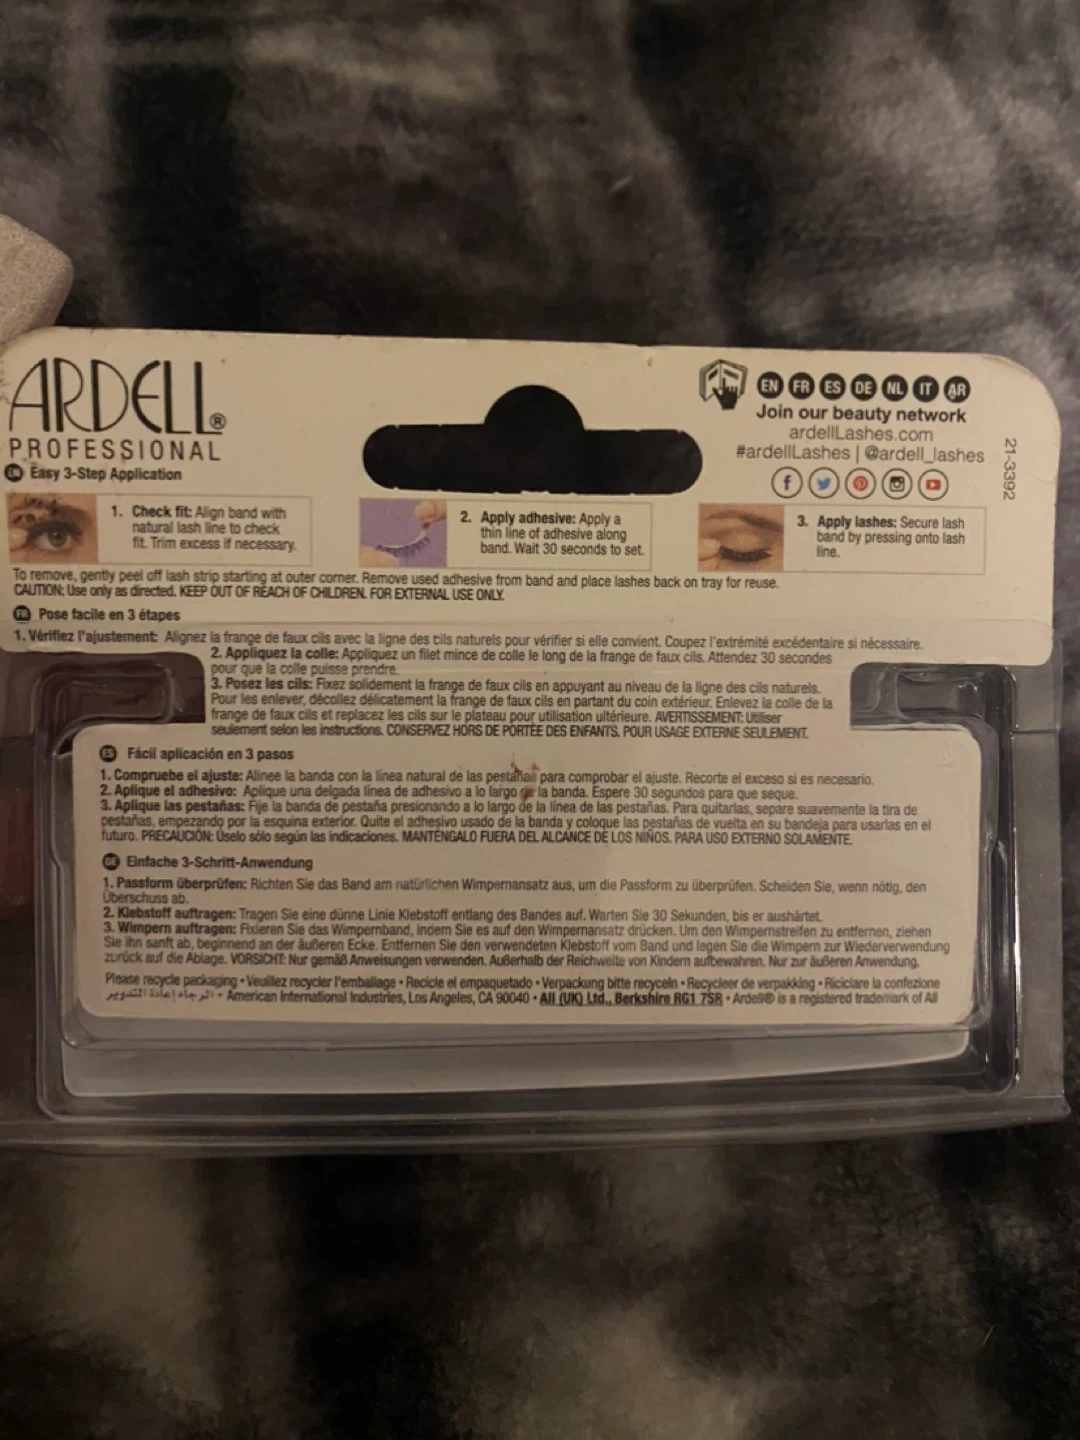 ARDELL®
PROFESSIONAL
EN Easy 3-Step Application
EN FR ES DE NL IT AR
Join our beauty network
ardellLashes.com
#ardellLashes | @ardell_lashes
21-3392
1. Check fit: Align band with
natural lash line to check
fit. Trim excess if necessary.
2. Apply adhesive: Apply a
thin line of adhesive along
band. Wait 30 seconds to set.
3. Apply lashes: Secure lash
band by pressing onto lash
line.
To remove, gently peel off lash strip starting at outer corner. Remove used adhesive from band and place lashes back on tray for reuse.
CAUTION: Use only as directed. KEEP OUT OF REACH OF CHILDREN. FOR EXTERNAL USE ONLY.
FR Pose facile en 3 étapes
1. Vérifiez l'ajustement: Alignez la frange de faux cils avec la ligne des cils naturels pour vérifier si elle convient. Coupez l'extrémité excédentaire si nécessaire.
2. Appliquez la colle: Appliquez un filet mince de colle le long de la frange de faux cils. Attendez 30 secondes
pour que la colle puisse prendre.
3. Posez les cils: Fixez solidement la frange de faux cils en appuyant au niveau de la ligne des cils naturels.
Pour les enlever, décollez délicatement la frange de faux cils en partant du coin extérieur. Enlevez la colle de la
frange de faux cils et replacez les cils sur le plateau pour utilisation ultérieure. AVERTISSEMENT: Utiliser
seulement selon les instructions. CONSERVEZ HORS DE PORTÉE DES ENFANTS. POUR USAGE EXTERNE SEULEMENT.
ES Fácil aplicación en 3 pasos
1. Compruebe el ajuste: Alinee la banda con la línea natural de las pestañas para comprobar el ajuste. Recorte el exceso si es necesario.
2. Aplique el adhesivo: Aplique una delgada línea de adhesivo a lo largo de la banda. Espere 30 segundos para que seque.
3. Aplique las pestañas: Fije la banda de pestaña presionando a lo largo de la línea de las pestañas. Para quitarlas, separe suavemente la tira de
pestañas, empezando por la esquina exterior. Quite el adhesivo usado de la banda y coloque las pestañas de vuelta en su bandeja para usarlas en el
futuro. PRECAUCIÓN: Úselo sólo según las indicaciones. MANTÉNGALO FUERA DEL ALCANCE DE LOS NIÑOS. PARA USO EXTERNO SOLAMENTE.
DE Einfache 3-Schritt-Anwendung
1. Passform überprüfen: Richten Sie das Band am natürlichen Wimpernansatz aus, um die Passform zu überprüfen. Scheiden Sie, wenn nötig, den
Überschuss ab.
2. Klebstoff auftragen: Tragen Sie eine dünne Linie Klebstoff entlang des Bandes auf. Warten Sie 30 Sekunden, bis er aushärtet.
3. Wimpern auftragen: Fixieren Sie das Wimpernband, indem Sie es auf den Wimpernansatz drücken. Um den Wimpernstreifen zu entfernen, ziehen
Sie ihn sanft ab, beginnend an der äußeren Ecke. Entfernen Sie den verwendeten Klebstoff vom Band und legen Sie die Wimpern zur Wiederverwendung
zurück auf die Ablage. VORSICHT: Nur gemäß Anweisungen verwenden. Außerhalb der Reichweite von Kindern aufbewahren. Nur zur äußeren Anwendung.
Please recycle packaging • Veuillez recycler l'emballage • Recicle el empaquetado • Verpackung bitte recyceln • Recycleer de verpakking • Riciclare la confezione
الرجاء إعادة التدوير • American International Industries, Los Angeles, CA 90040 • AII (UK) Ltd., Berkshire RG1 7SR • Ardell® is a registered trademark of AII